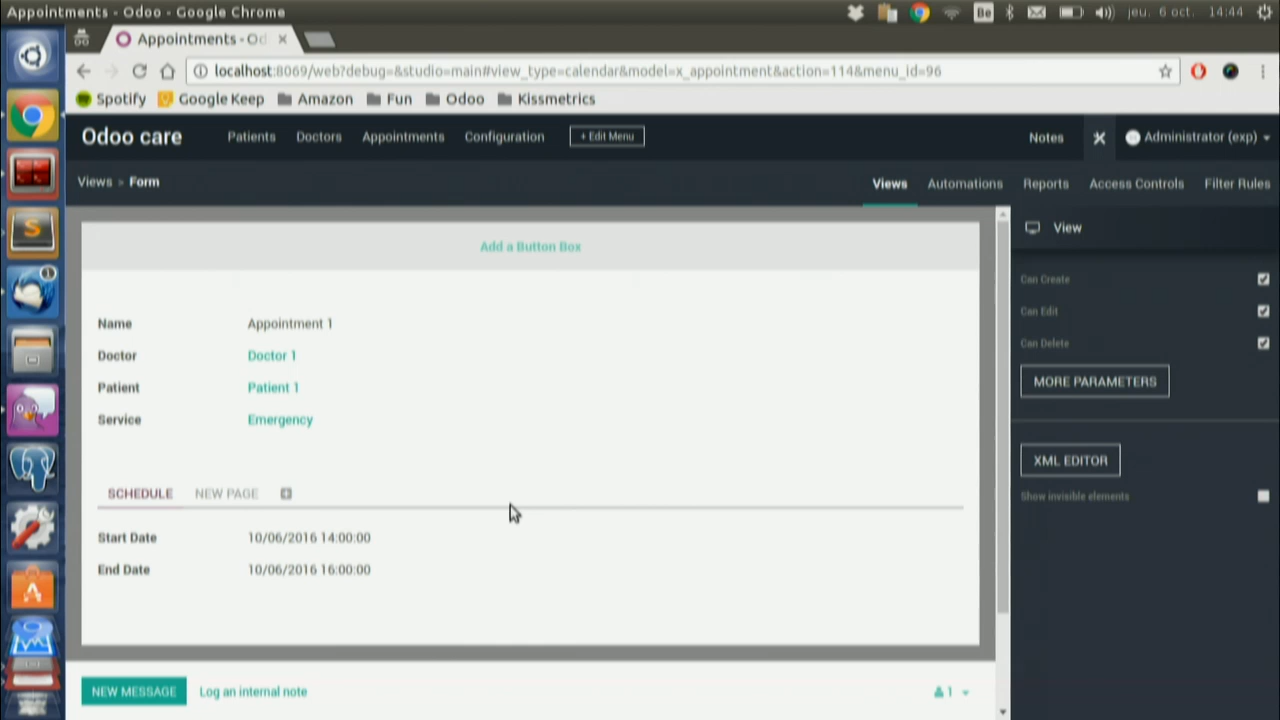 Appointments - Odoo - Google Chrome
Be
jeu. 6 oct. 14:44
Appointments - Od
localhost:8069/web?debug=&studio=main#view_type=calendar&model=x_appointment&action=114&menu_id=96
Spotify Google Keep Amazon Fun Odoo Kissmetrics
Odoo care Patients Doctors Appointments Configuration + Edit Menu Notes Administrator (exp)
Views > Form Views Automations Reports Access Controls Filter Rules
Add a Button Box
View
Can Create
Can Edit
Can Delete
MORE PARAMETERS
XML EDITOR
Show invisible elements
Name Appointment 1
Doctor Doctor 1
Patient Patient 1
Service Emergency
SCHEDULE NEW PAGE
Start Date 10/06/2016 14:00:00
End Date 10/06/2016 16:00:00
NEW MESSAGE Log an internal note 1